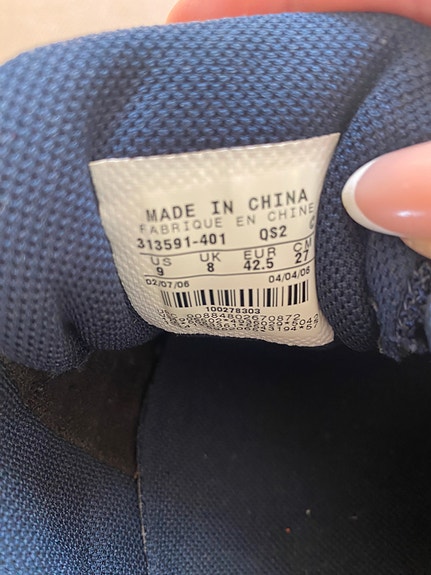 MADE IN CHINA
FABRIQUE EN CHINE
313591-401 QS2
US UK EUR CM
9 8 42.5 27
02/07/06 04/04/06
100278303